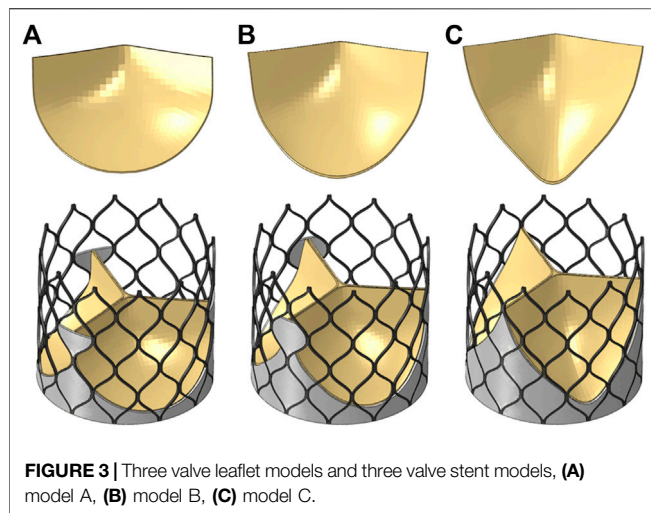 A B C
FIGURE 3 | Three valve leaflet models and three valve stent models, (A)
model A, (B) model B, (C) model C.